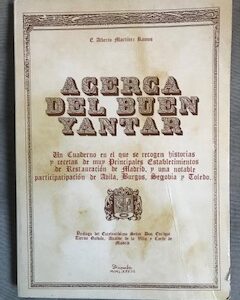 E. Alberto Martínez Ramos
ACERCA
DEL BUEN
YANTAR
Un Cuaderno en el que se recogen historias
y recetas de muy Principales Establecimientos
de Restauración de Madrid, y una notable
participación de Avila, Burgos, Segobia y Toledo.
Prólogo del Excelentísimo Señor Don Enrique
Tierno Galván, Alcalde de la Villa y Corte de
Madrid